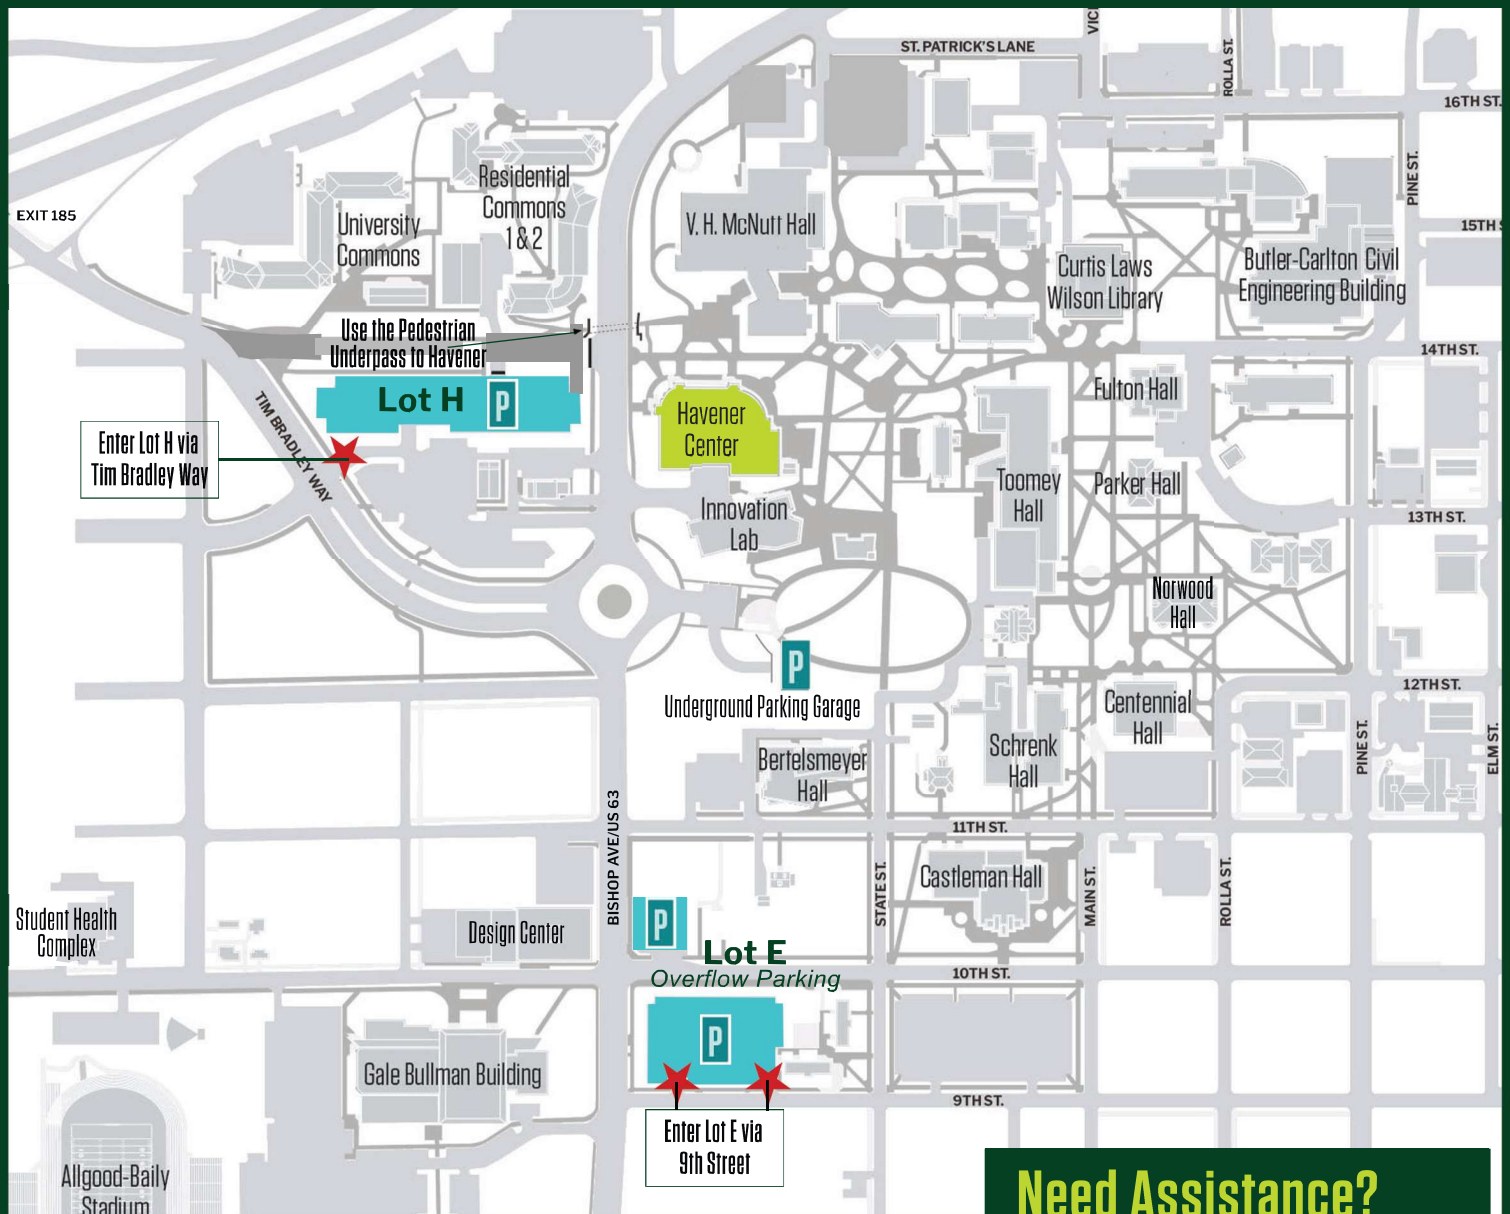 VIC
ST. PATRICK'S LANE
ROLLA ST.
16TH ST.
PINE ST.
Residential
Commons
1 & 2
EXIT 185
University
Commons
V. H. McNutt Hall
15TH S
Curtis Laws
Wilson Library
Butler-Carlton Civil
Engineering Building
Use the Pedestrian
Underpass to Havener
14TH ST.
Lot H
P
Fulton Hall
TIM BRADLEY WAY
Havener
Center
Enter Lot H via
Tim Bradley Way
Toomey
Hall
Parker Hall
Innovation
Lab
13TH ST.
Norwood
Hall
P
Underground Parking Garage
12TH ST.
Centennial
Hall
Schrenk
Hall
PINE ST.
ELM ST.
Bertelsmeyer
Hall
BISHOP AVE/US 63
11TH ST.
Castleman Hall
STATE ST.
MAIN ST.
ROLLA ST.
Student Health
Complex
Design Center
P
Lot E
Overflow Parking
10TH ST.
P
Gale Bullman Building
9TH ST.
Enter Lot E via
9th Street
Allgood-Baily
Stadium
Need Assistance?